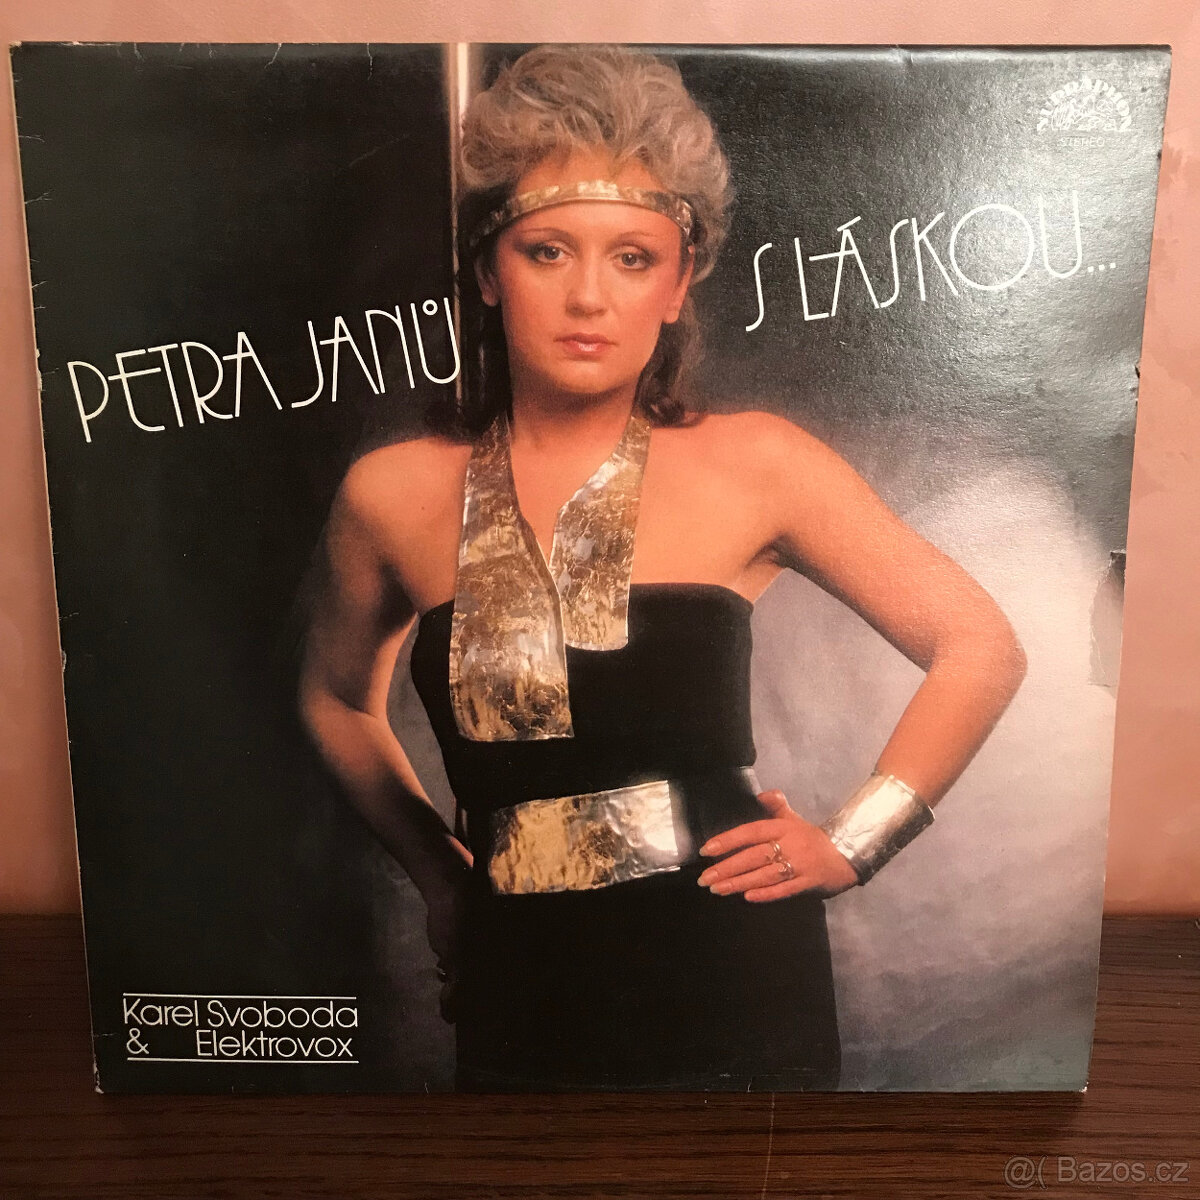 SUPRAPHON
STEREO
S LÁSKOU...
PETRA JANŮ
Karel Svoboda
& Elektrovox
@( Bazos.cz